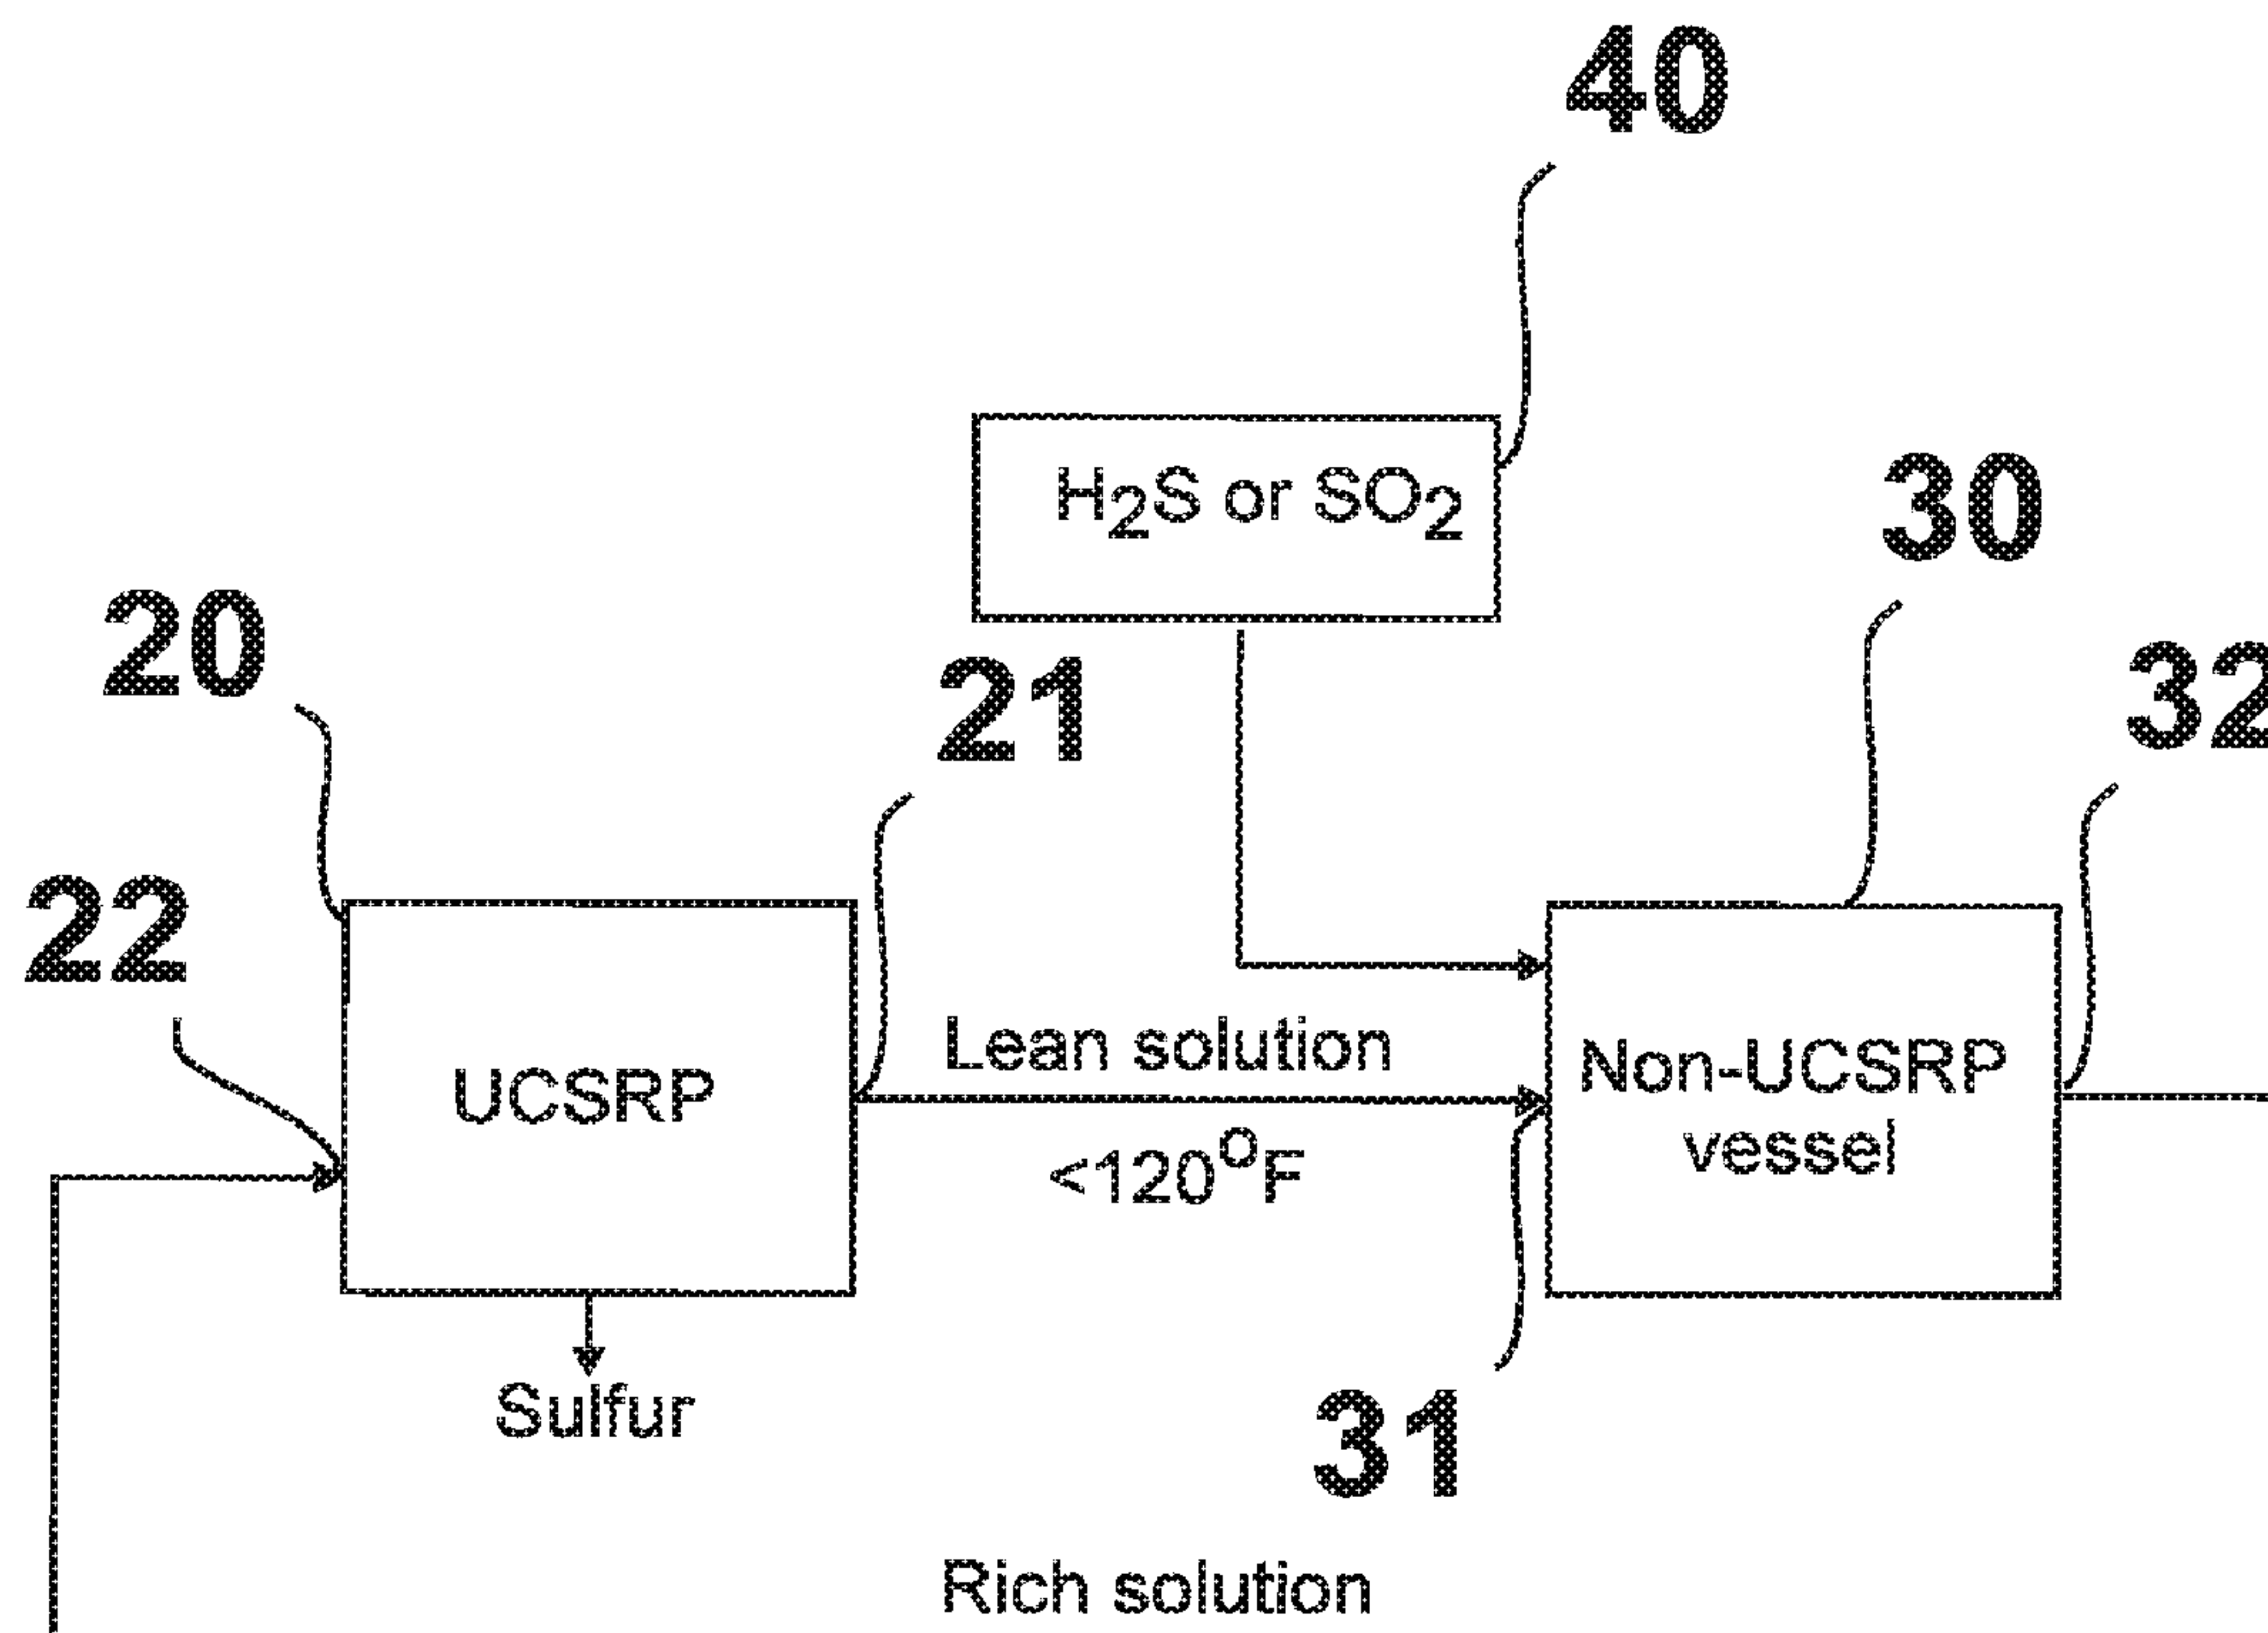 40
H₂S or SO₂
30
20
21
32
22
Lean solution
UCSRP
Non-UCSRP
vessel
<120°F
Sulfur
31
Rich solution